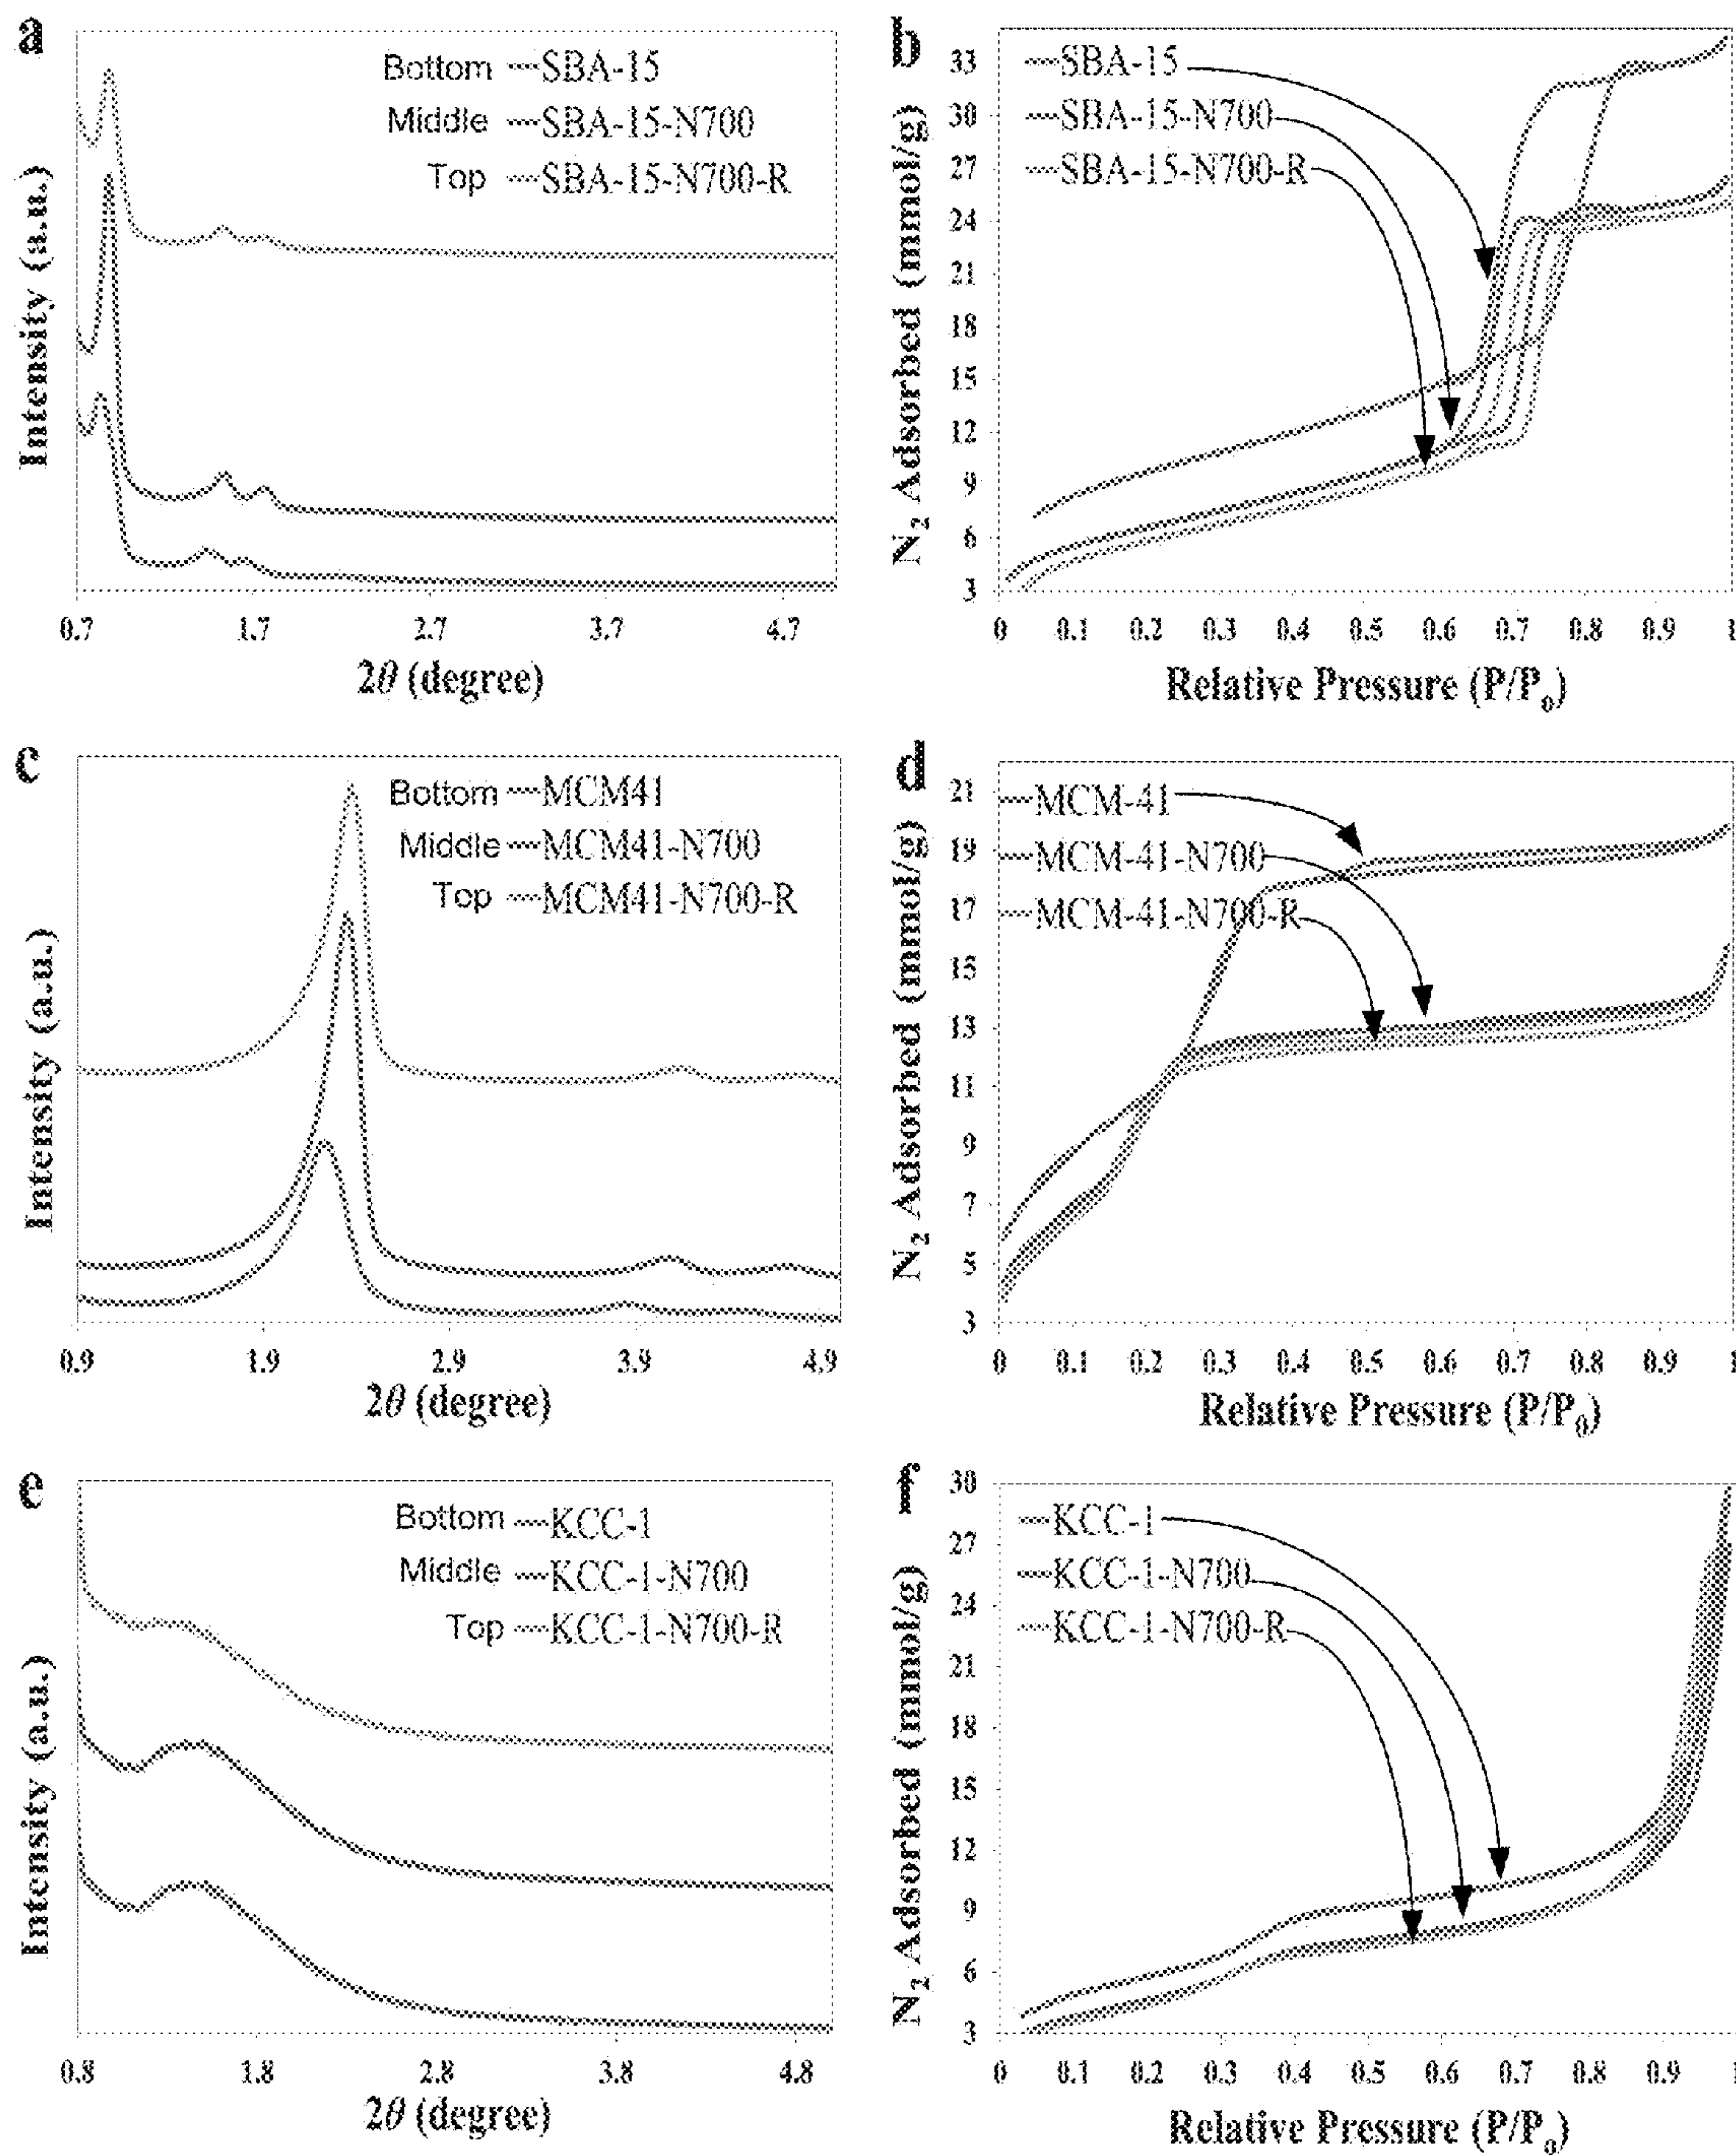 a
Bottom SBA-15
Middle SBA-15-N700
Top SBA-15-N700-R
Intensity (a.u.)
0.7 1.7 2.7 3.7 4.7
2θ (degree)
b
SBA-15
SBA-15-N700
SBA-15-N700-R
N2 Adsorbed (mmol/g)
33
30
27
24
21
18
15
12
9
6
3
0 0.1 0.2 0.3 0.4 0.5 0.6 0.7 0.8 0.9 1
Relative Pressure (P/Po)
c
Bottom MCM41
Middle MCM41-N700
Top MCM41-N700-R
Intensity (a.u.)
0.9 1.9 2.9 3.9 4.9
2θ (degree)
d
MCM-41
MCM-41-N700
MCM-41-N700-R
N2 Adsorbed (mmol/g)
21
19
17
15
13
11
9
7
5
3
0 0.1 0.2 0.3 0.4 0.5 0.6 0.7 0.8 0.9 1
Relative Pressure (P/P0)
e
Bottom KCC-1
Middle KCC-1-N700
Top KCC-1-N700-R
Intensity (a.u.)
0.8 1.8 2.8 3.8 4.8
2θ (degree)
f
KCC-1
KCC-1-N700
KCC-1-N700-R
N2 Adsorbed (mmol/g)
30
27
24
21
18
15
12
9
6
3
0 0.1 0.2 0.3 0.4 0.5 0.6 0.7 0.8 0.9 1
Relative Pressure (P/Po)